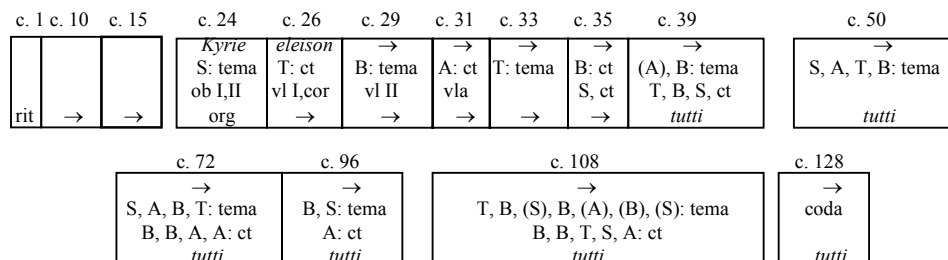 c. 1 c. 10 c. 15 c. 24 c. 26 c. 29 c. 31 c. 33 c. 35 c. 39 c. 50
Kyrie eleison → → → → → →
S: tema T: ct B: tema A: ct T: tema B: ct (A), B: tema S, A, T, B: tema
ob I,II vl I,cor vl II vla S, ct T, B, S, ct
rit → → org → → → → → tutti tutti
c. 72 c. 96 c. 108 c. 128
→ → → →
S, A, B, T: tema B, S: tema T, B, (S), B, (A), (B), (S): tema coda
B, B, A, A: ct A: ct B, B, T, S, A: ct
tutti tutti tutti tutti